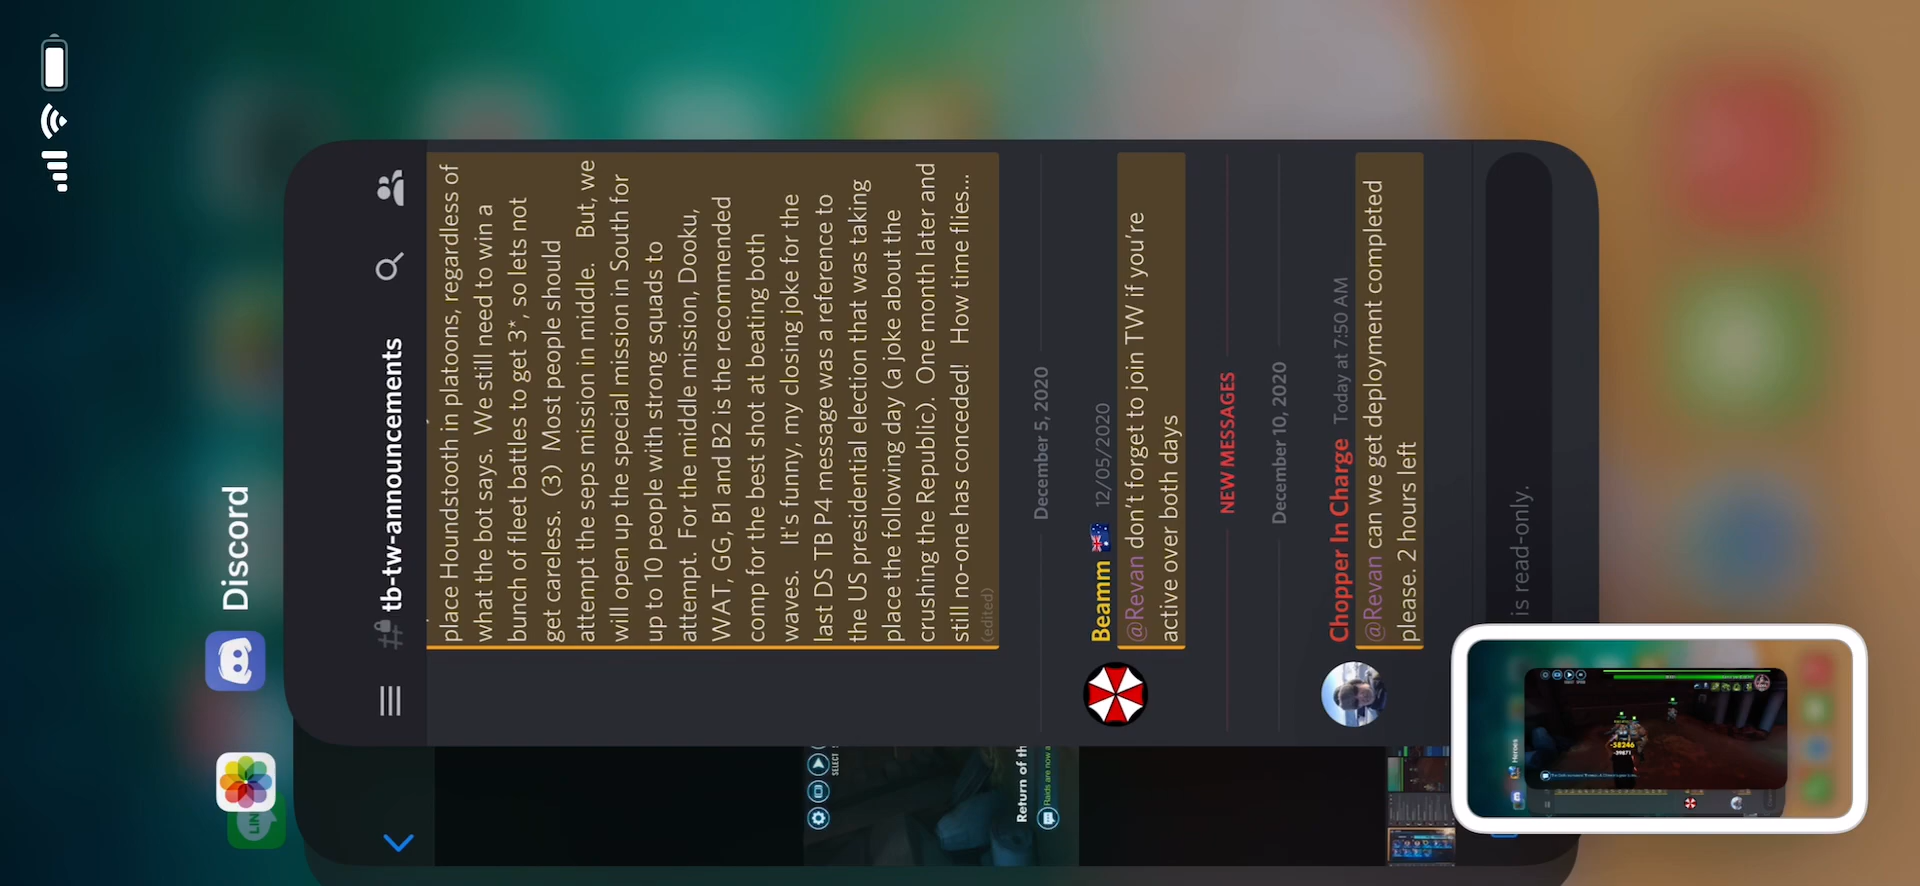 Discord
# tb-tw-announcements
place Houndstooth in platoons, regardless of
what the bot says. We still need to win a
bunch of fleet battles to get 3*, so lets not
get careless. (3) Most people should
attempt the seps mission in middle. But, we
will open up the special mission in South for
up to 10 people with strong squads to
attempt. For the middle mission, Dooku,
WAT, GG, B1 and B2 is the recommended
comp for the best shot at beating both
waves. It's funny, my closing joke for the
last DS TB P4 message was a reference to
the US presidential election that was taking
place the following day (a joke about the
crushing the Republic). One month later and
still no-one has conceded! How time flies...
(edited)
December 5, 2020
Beamm 12/05/2020
@Revan don't forget to join TW if you're
active over both days
NEW MESSAGES
December 10, 2020
Chopper In Charge Today at 7:50 AM
@Revan can we get deployment completed
please. 2 hours left
is read-only.
LIN
SELECT
Return of th
Raids are now a
Heroes
-58246
-39871